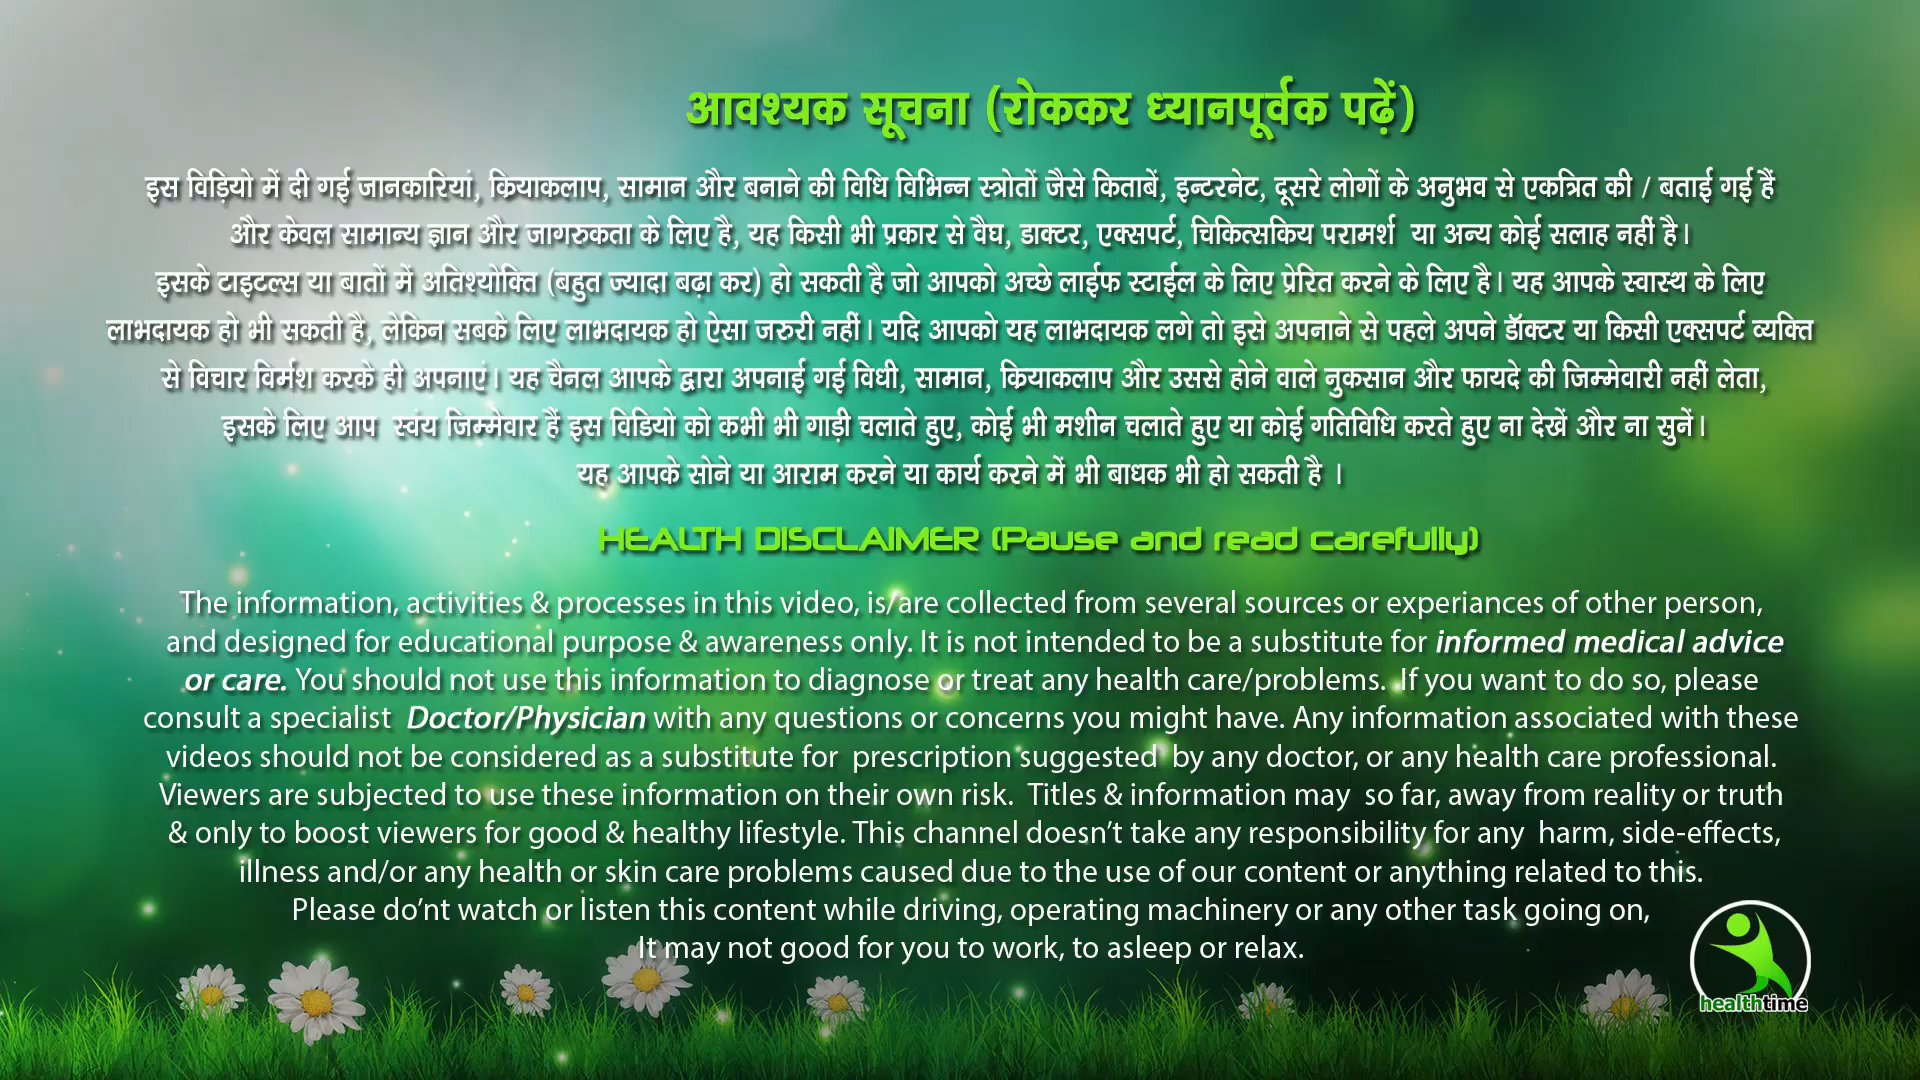 आवश्यक सूचना (रोककर ध्यानपूर्वक पढ़ें)
इस विड़ियो में दी गई जानकारियां, क्रियाकलाप, सामान और बनाने की विधि विभिन्न स्त्रोतों जैसे किताबें, इन्टरनेट, दूसरे लोगों के अनुभव से एकत्रित की / बताई गई हैं
और केवल सामान्य ज्ञान और जागरुकता के लिए है, यह किसी भी प्रकार से वैघ, डाक्टर, एक्सपर्ट, चिकित्सकिय परामर्श या अन्य कोई सलाह नहीं है।
इसके टाइटल्स या बातों में अतिश्योक्ति (बहुत ज्यादा बढ़ा कर) हो सकती है जो आपको अच्छे लाईफ स्टाईल के लिए प्रेरित करने के लिए है। यह आपके स्वास्थ के लिए
लाभदायक हो भी सकती है, लेकिन सबके लिए लाभदायक हो ऐसा जरुरी नहीं। यदि आपको यह लाभदायक लगे तो इसे अपनाने से पहले अपने डॅाक्टर या किसी एक्सपर्ट व्यक्ति
से विचार विर्मश करके ही अपनाएं। यह चैनल आपके द्वारा अपनाई गई विधी, सामान, क्रियाकलाप और उससे होने वाले नुकसान और फायदे की जिम्मेवारी नहीं लेता,
इसके लिए आप स्वंय जिम्मेवार हैं इस विडियो को कभी भी गाड़ी चलाते हुए, कोई भी मशीन चलाते हुए या कोई गतिविधि करते हुए ना देखें और ना सुनें।
यह आपके सोने या आराम करने या कार्य करने में भी बाधक भी हो सकती है ।
HEALTH DISCLAIMER (Pause and read carefully)
The information, activities & processes in this video, is/are collected from several sources or experiances of other person,
and designed for educational purpose & awareness only. It is not intended to be a substitute for informed medical advice
or care. You should not use this information to diagnose or treat any health care/problems. If you want to do so, please
consult a specialist Doctor/Physician with any questions or concerns you might have. Any information associated with these
videos should not be considered as a substitute for prescription suggested by any doctor, or any health care professional.
Viewers are subjected to use these information on their own risk. Titles & information may so far, away from reality or truth
& only to boost viewers for good & healthy lifestyle. This channel doesn't take any responsibility for any harm, side-effects,
illness and/or any health or skin care problems caused due to the use of our content or anything related to this.
Please do'nt watch or listen this content while driving, operating machinery or any other task going on,
It may not good for you to work, to asleep or relax.
healthtime